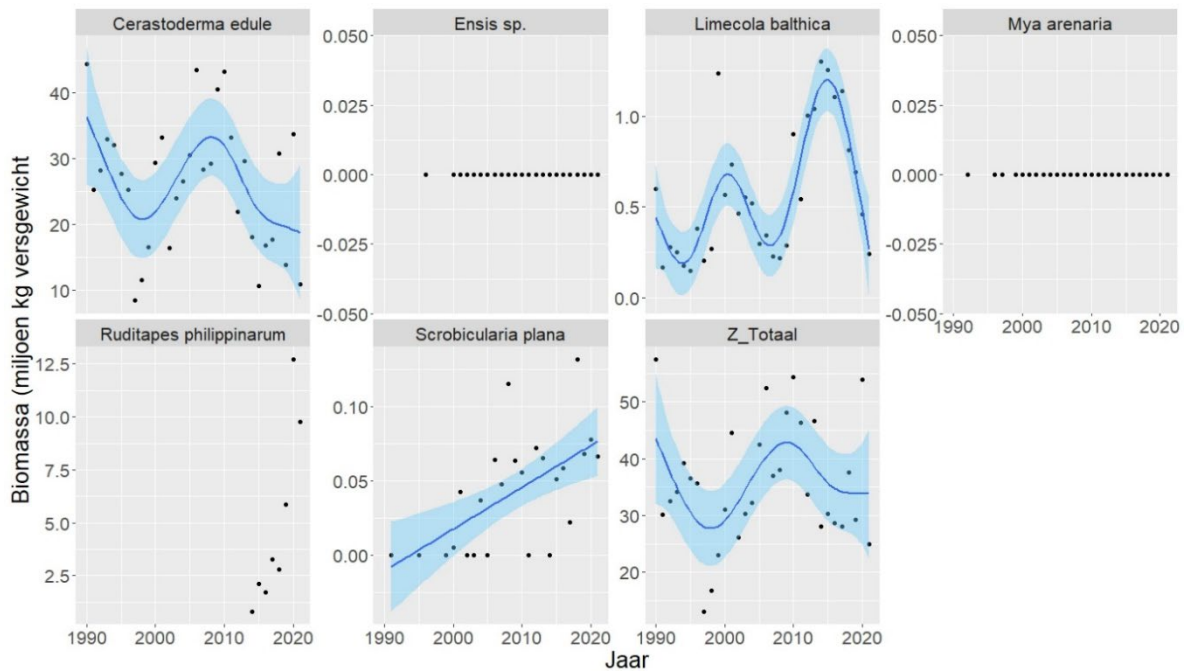 Cerastoderma edule
Ensis sp.
Limecola balthica
Mya arenaria
40
30
20
10
0.050
0.025
0.000
-0.025
-0.050
1.0
0.5
0.0
0.050
0.025
0.000
-0.025
-0.050
1990 2000 2010 2020
Ruditapes philippinarum
Scrobicularia plana
Z_Totaal
12.5
10.0
7.5
5.0
2.5
0.10
0.05
0.00
50
40
30
20
1990 2000 2010 2020
1990 2000 2010 2020
1990 2000 2010 2020
Biomassa (miljoen kg versgewicht
Jaar